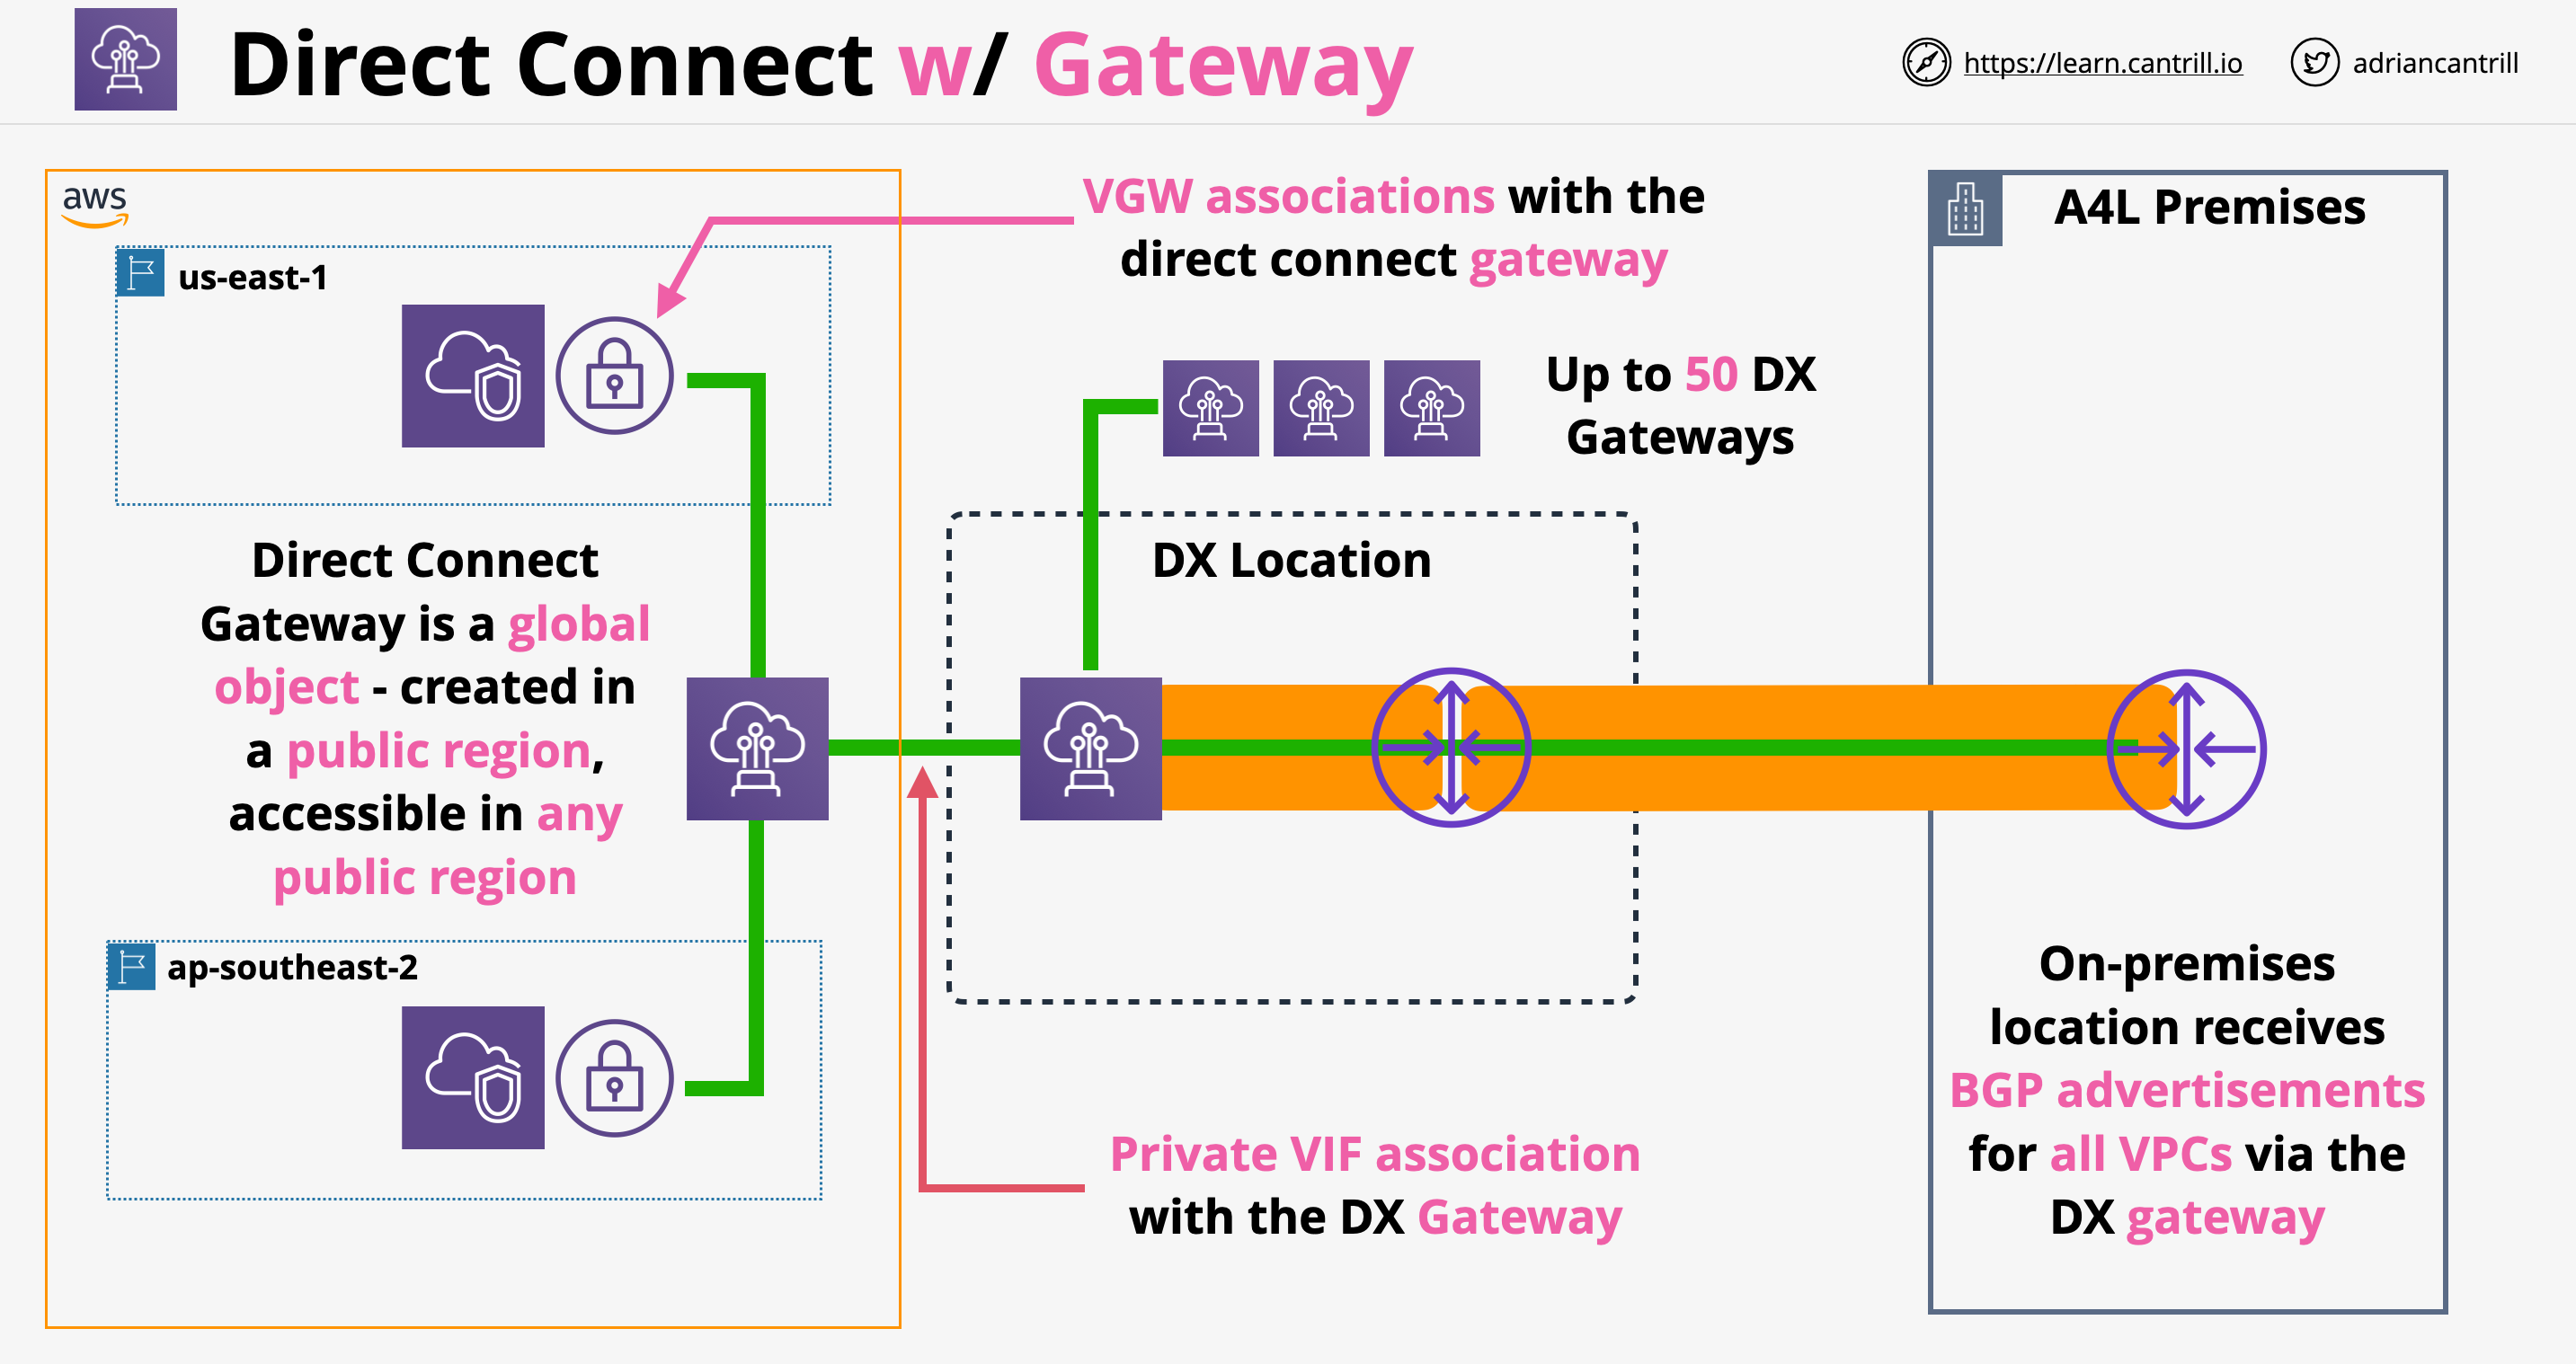 Direct Connect w/ Gateway
https://learn.cantrill.io
adriancantrill
aws
us-east-1
VGW associations with the
direct connect gateway
A4L Premises
Up to 50 DX
Gateways
DX Location
Direct Connect
Gateway is a global
object - created in
a public region,
accessible in any
public region
ap-southeast-2
Private VIF association
with the DX Gateway
On-premises
location receives
BGP advertisements
for all VPCs via the
DX gateway